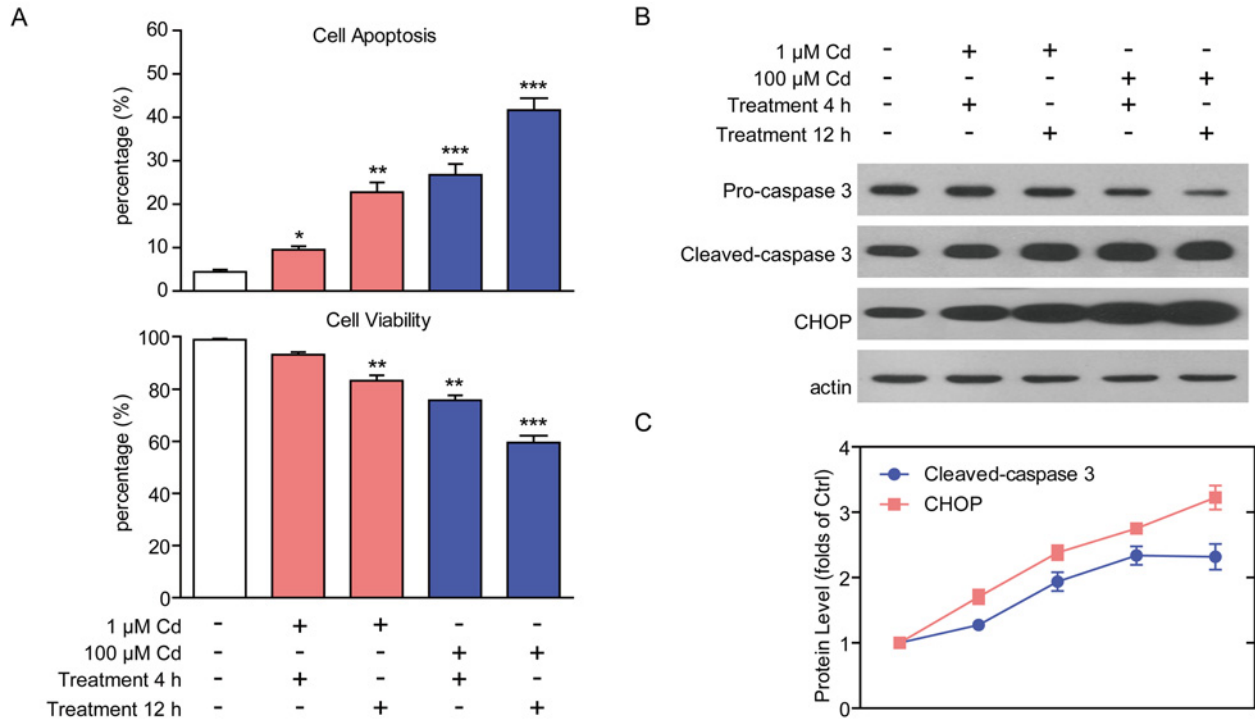 A
Cell Apoptosis
percentage (%)
60
50
40
30
20
10
0
*
**
***
***
Cell Viability
percentage (%)
100
80
60
40
20
0
**
**
***
1 μM Cd - + + - -
100 μM Cd - - - + +
Treatment 4 h - + - + -
Treatment 12 h - - + - +
B
1 μM Cd - + + - -
100 μM Cd - - - + +
Treatment 4 h - + - + -
Treatment 12 h - - + - +
Pro-caspase 3
Cleaved-caspase 3
CHOP
actin
C
Protein Level (folds of Ctrl)
4
3
2
1
0
Cleaved-caspase 3
CHOP